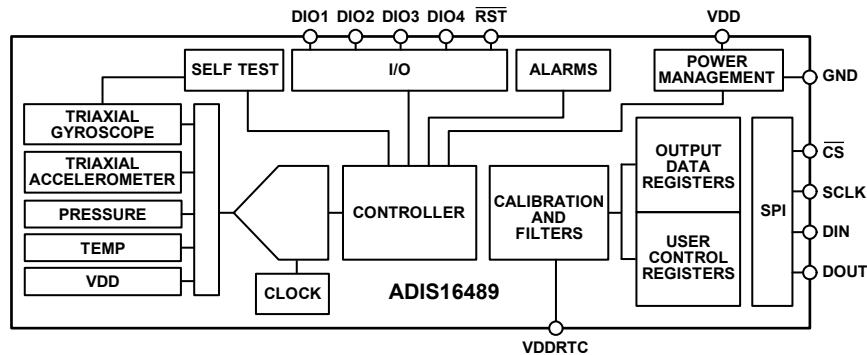 DIO1 DIO2 DIO3 DIO4 RST VDD
SELF TEST
I/O
ALARMS
POWER
MANAGEMENT
GND
TRIAXIAL
GYROSCOPE
TRIAXIAL
ACCELEROMETER
PRESSURE
TEMP
VDD
CLOCK
CONTROLLER
CALIBRATION
AND
FILTERS
OUTPUT
DATA
REGISTERS
USER
CONTROL
REGISTERS
SPI
CS
SCLK
DIN
DOUT
ADIS16489
VDDRTC